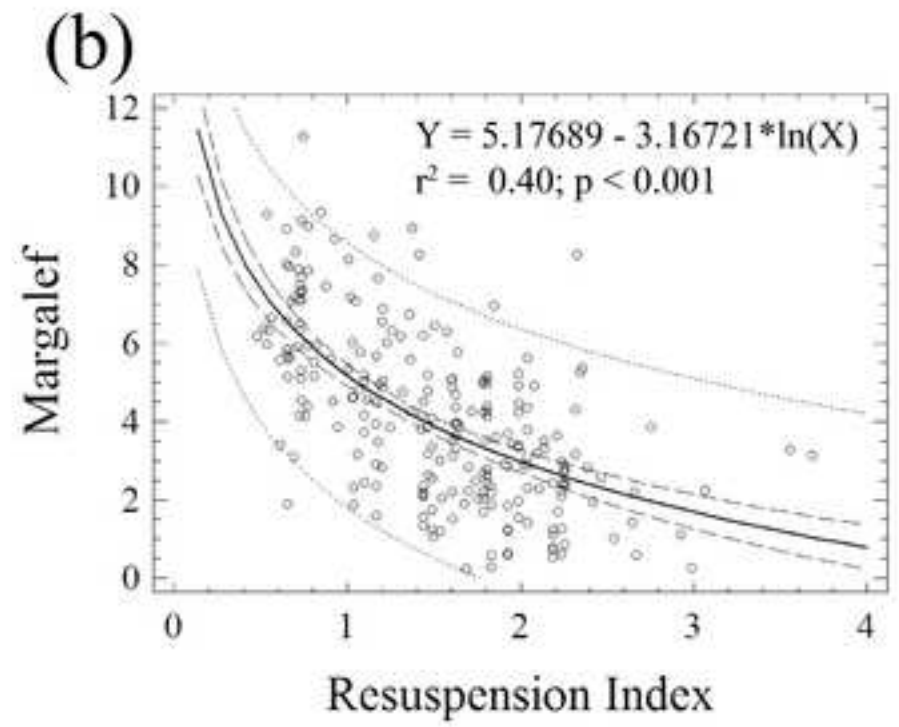 (b)
12
10
8
6
4
2
0
Margalef
Y = 5.17689 - 3.16721*ln(X)
r² = 0.40; p < 0.001
0 1 2 3 4
Resuspension Index